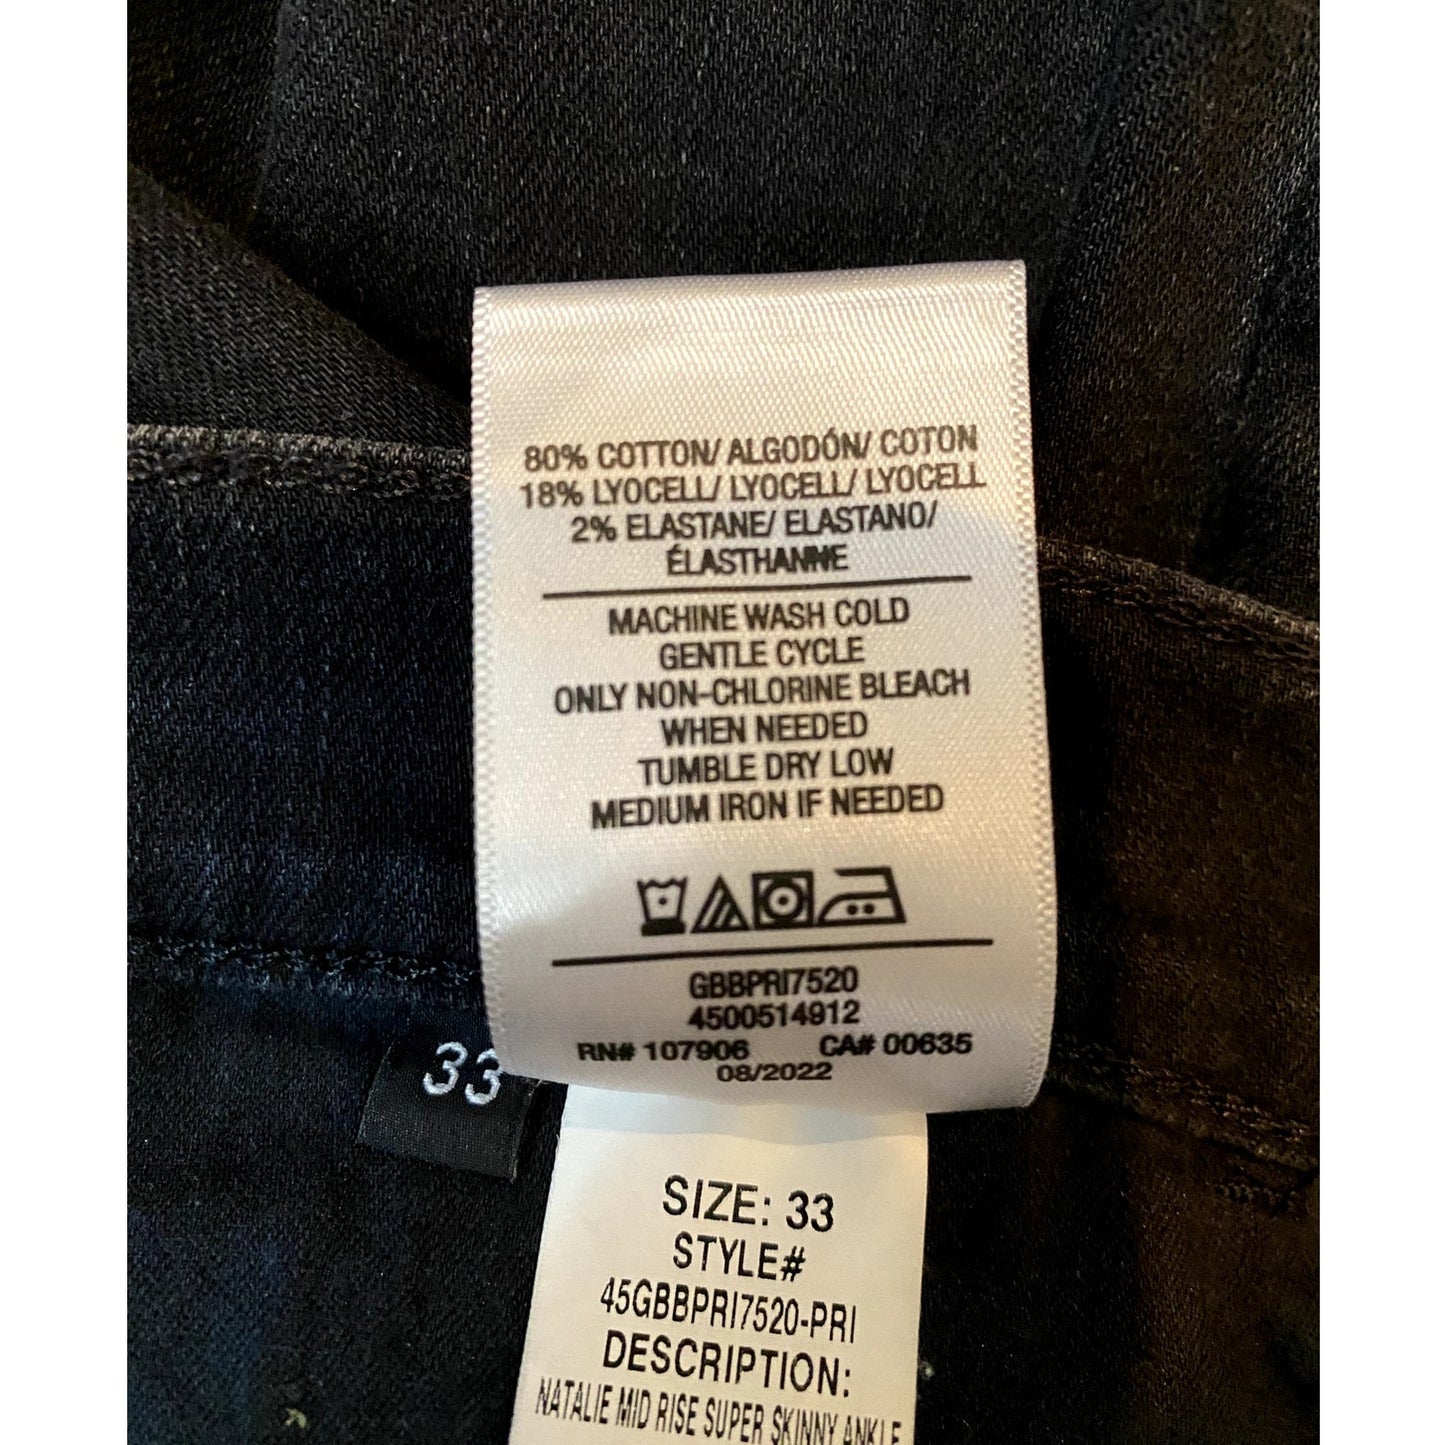 80% COTTON/ ALGODÓN/ COTON
18% LYOCELL/ LYOCELL/ LYOCELL
2% ELASTANE/ ELASTANO/
ÉLASTHANNE
MACHINE WASH COLD
GENTLE CYCLE
ONLY NON-CHLORINE BLEACH
WHEN NEEDED
TUMBLE DRY LOW
MEDIUM IRON IF NEEDED
GBBPRI7520
4500514912
RN# 107906 CA# 00635
08/2022
33
SIZE: 33
STYLE#
45GBBPRI7520-PRI
DESCRIPTION:
NATALIE MID RISE SUPER SKINNY ANKLE